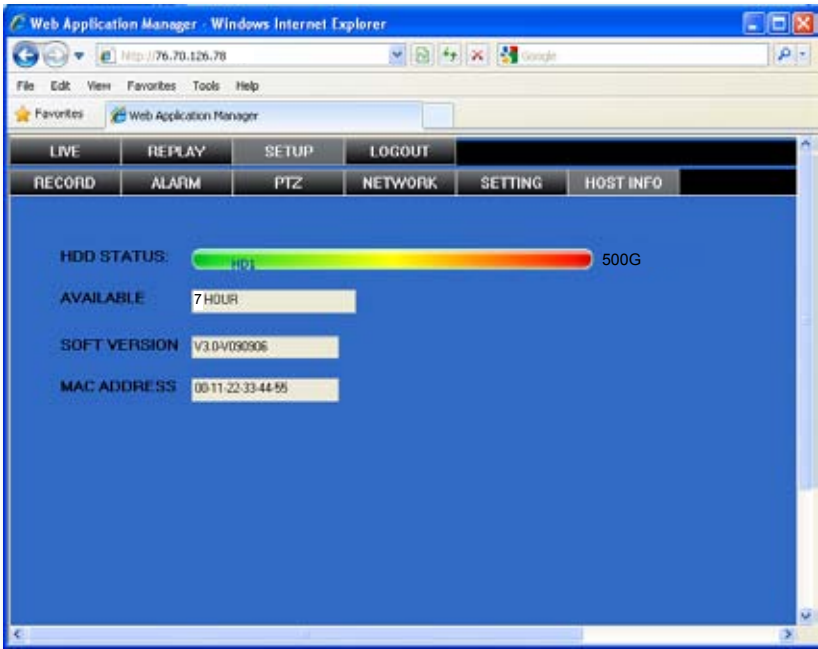 Web Application Manager - Windows Internet Explorer
http://76.70.126.78
Google
File Edit View Favorites Tools Help
Favorites Web Application Manager
LIVE REPLAY SETUP LOGOUT
RECORD ALARM PTZ NETWORK SETTING HOST INFO
HDD STATUS: HD1 500G
AVAILABLE 7 HOUR
SOFT VERSION V3.0-V090906
MAC ADDRESS 00-11-22-33-44-55